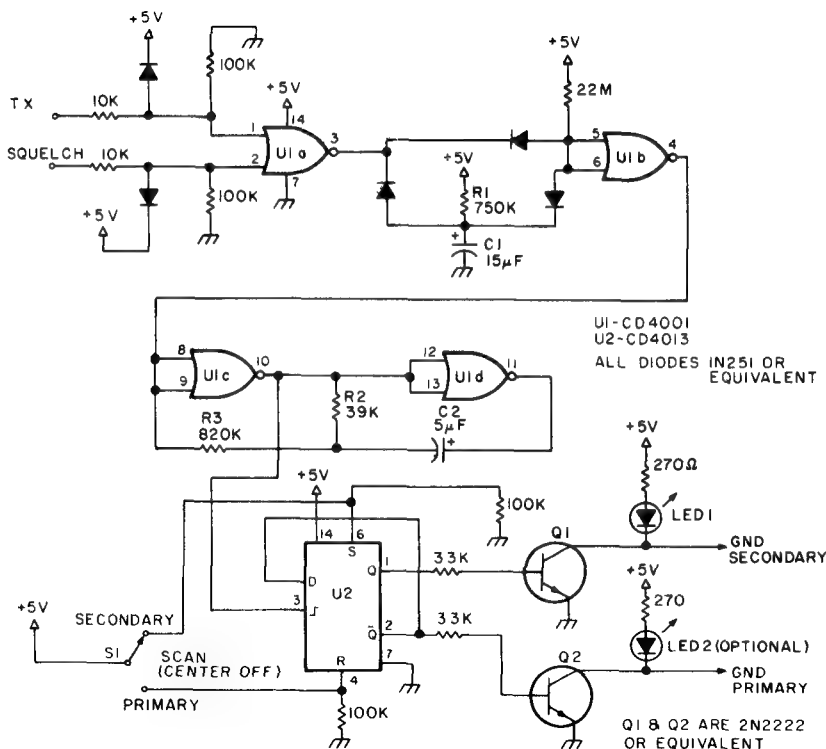 +5V
100K
+5V
14
TX
10K
1
U1a
3
SQUELCH
10K
2
7
100K
+5V
+5V
22M
5
6
U1b
4
+5V
R1
750K
+
C1
15µF
U1-CD4001
U2-CD4013
ALL DIODES IN251 OR
EQUIVALENT
8
9
U1c
10
12
13
U1d
11
R2
39K
C2
5µF
+
R3
820K
+5V
14
6
S
100K
D
3
U2
Q
1
Q̅
2
7
R
4
100K
33K
33K
Q1
Q2
+5V
270Ω
LED1
GND
SECONDARY
+5V
270
LED2(OPTIONAL)
GND
PRIMARY
+5V
SECONDARY
S1
SCAN
(CENTER OFF)
PRIMARY
Q1 & Q2 ARE 2N2222
OR EQUIVALENT